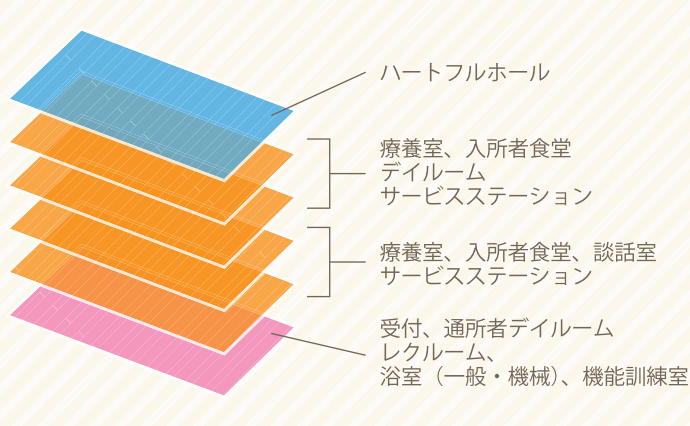 ハートフルホール
療養室、入所者食堂
デイルーム
サービスステーション
療養室、入所者食堂、談話室
サービスステーション
受付、通所者デイルーム
レクルーム、
浴室（一般・機械）、機能訓練室